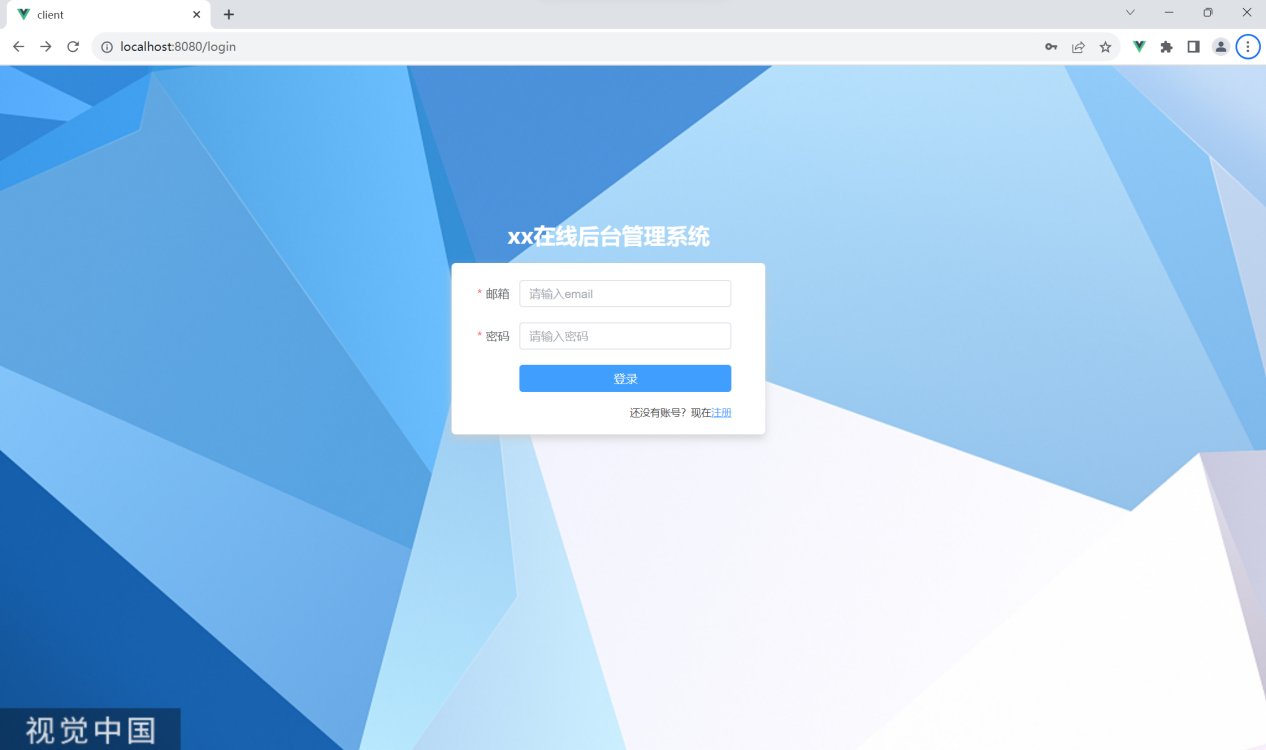 client
localhost:8080/login
xx在线后台管理系统
* 邮箱 请输入email
* 密码 请输入密码
登录
还没有账号？现在注册
视觉中国